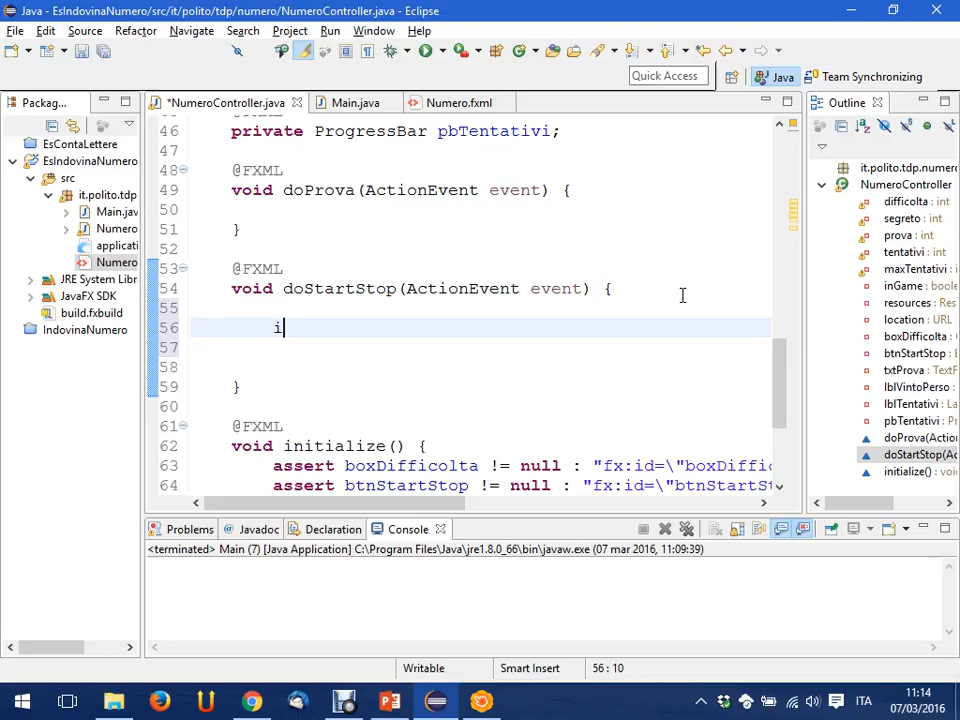 Java - EsIndovinaNumero/src/it/polito/tdp/numero/NumeroController.java - Eclipse
File Edit Source Refactor Navigate Search Project Run Window Help
Quick Access
Java
Team Synchronizing
Packag...
*NumeroController.java
Main.java
Numero.fxml
Outline
EsContaLettere
EsIndovinaNumero
src
it.polito.tdp
Main.jav
Numero
applicati
Numero
JRE System Libr
JavaFX SDK
build.fxbuild
IndovinaNumero
46 private ProgressBar pbTentativi;
47
48 @FXML
49 void doProva(ActionEvent event) {
50
51 }
52
53 @FXML
54 void doStartStop(ActionEvent event) {
55
56 i
57
58
59 }
60
61 @FXML
62 void initialize() {
63 assert boxDifficolta != null : "fx:id=\"boxDiffic
64 assert btnStartStop != null : "fx:id=\"btnStartSt
it.polito.tdp.numero
NumeroController
difficolta : int
segreto : int
prova : int
tentativi : int
maxTentativi : i
inGame : boole
resources : Res
location : URL
boxDifficolta : C
btnStartStop : 
txtProva : TextF
lblVintoPerso : 
lblTentativi : La
pbTentativi : Pr
doProva(Action
doStartStop(Ac
initialize() : voic
Problems
@ Javadoc
Declaration
Console
<terminated> Main (7) [Java Application] C:\Program Files\Java\jre1.8.0_66\bin\javaw.exe (07 mar 2016, 11:09:39)
Writable
Smart Insert
56 : 10
ITA
11:14
07/03/2016